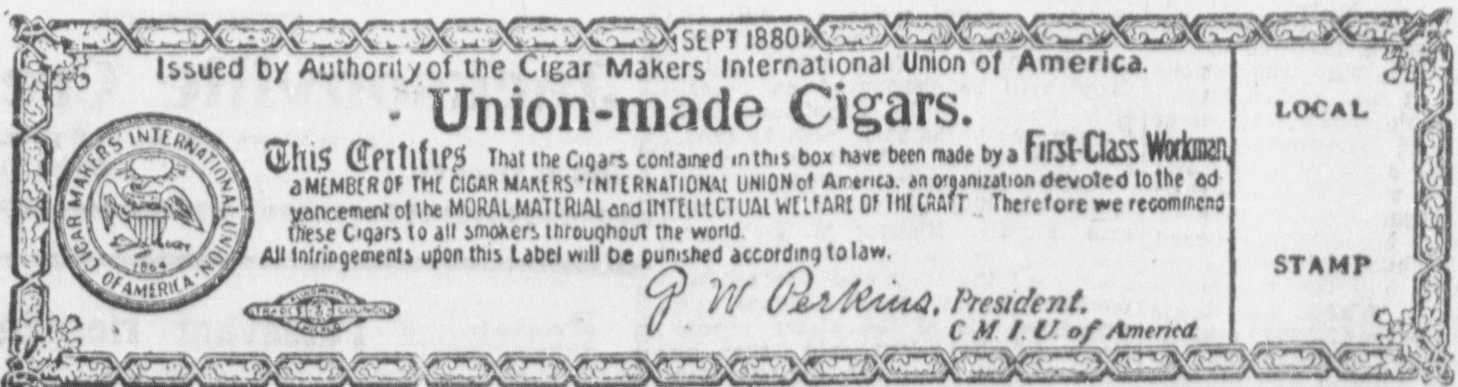 SEPT 1880
Issued by Authority of the Cigar Makers International Union of America.
Union-made Cigars.
This Certifies That the Cigars contained in this box have been made by a First-Class Workman,
a MEMBER OF THE CIGAR MAKERS 'INTERNATIONAL UNION of America. an organization devoted to the ad
vancement of the MORAL, MATERIAL and INTELLECTUAL WELFARE OF THE CRAFT Therefore we recommend
these Cigars to all smokers throughout the world.
All Infringements upon this Label will be punished according to law.
G W Perkins, President.
C M. I. U. of America
CIGAR MAKERS' INTERNATIONAL UNION OF AMERICA
1864
TRADES COUNCILS
LOCAL
STAMP